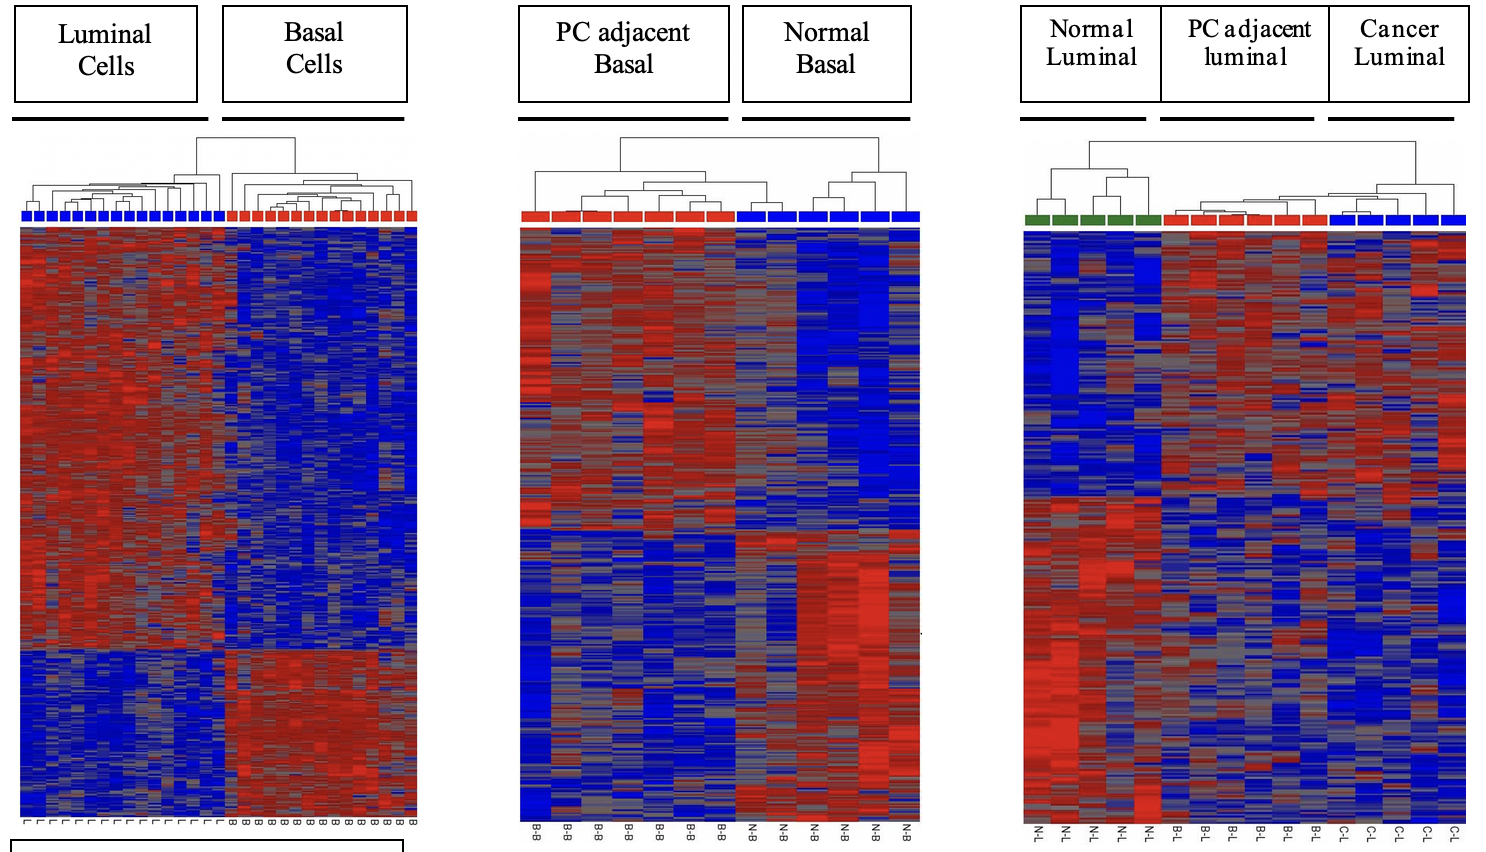 Luminal
Cells
Basal
Cells
PC adjacent
Basal
Normal
Basal
Normal
Luminal
PC adjacent
luminal
Cancer
Luminal
L L L L L L L L L L L L L L L L B B B B B B B B B B B B B B B
B-B B-B B-B B-B B-B B-B B-B N-B N-B N-B N-B N-B N-B
N-L N-L N-L N-L N-L B-L B-L B-L B-L B-L B-L C-L C-L C-L C-L C-L